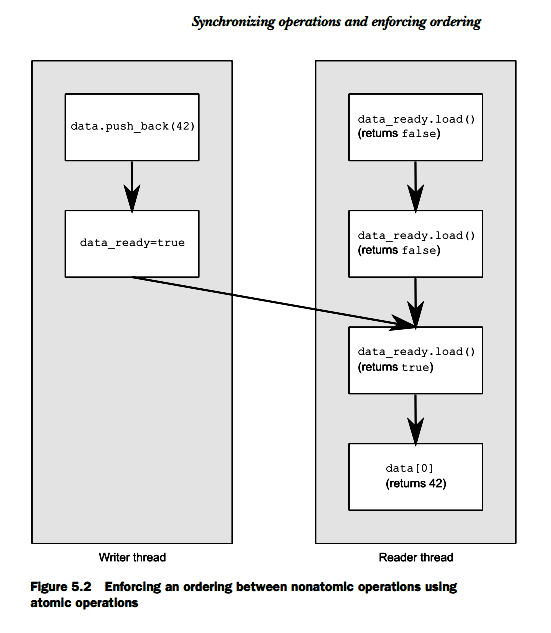 Synchronizing operations and enforcing ordering
data.push_back(42)
data_ready=true
data_ready.load()
(returns false)
data_ready.load()
(returns false)
data_ready.load()
(returns true)
data[0]
(returns 42)
Writer thread
Reader thread
Figure 5.2 Enforcing an ordering between nonatomic operations using
atomic operations